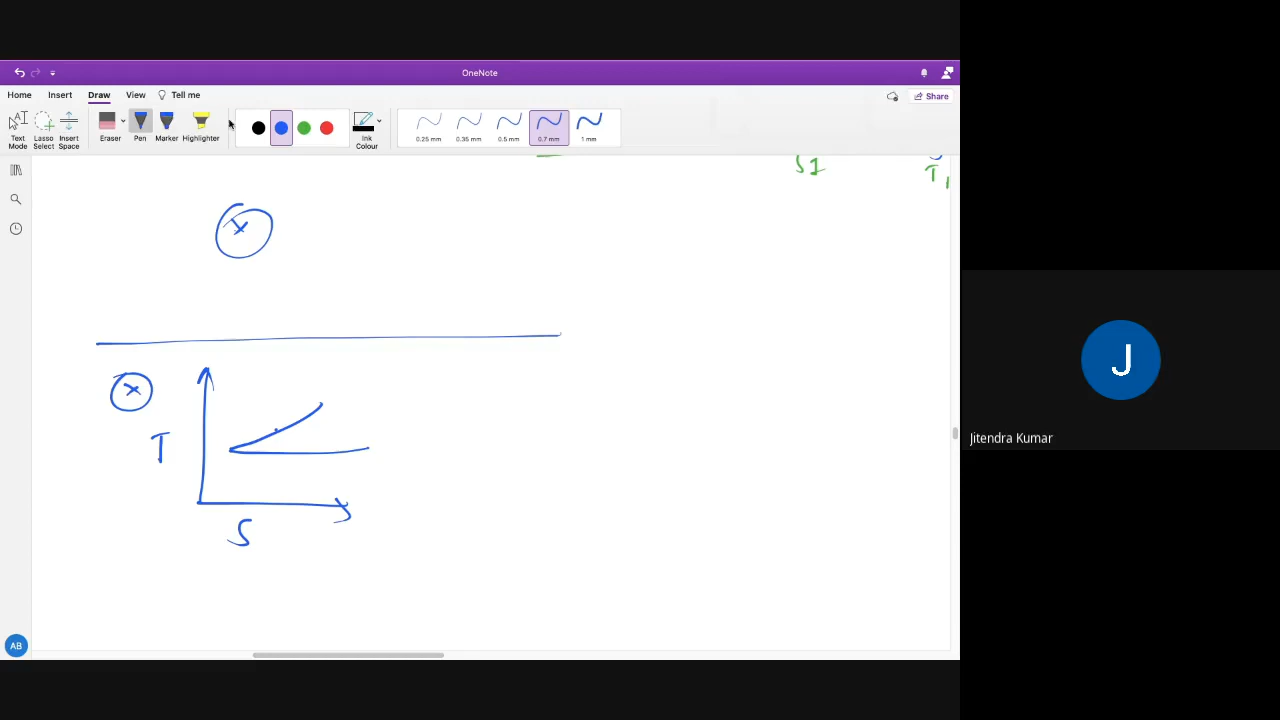 OneNote
Home Insert Draw View Tell me
Share
Text Mode
Lasso Select
Insert Space
Eraser
Pen
Marker
Highlighter
Ink Colour
0.25 mm
0.35 mm
0.5 mm
0.7 mm
1 mm
T
x
x
T
S
AB
J
Jitendra Kumar